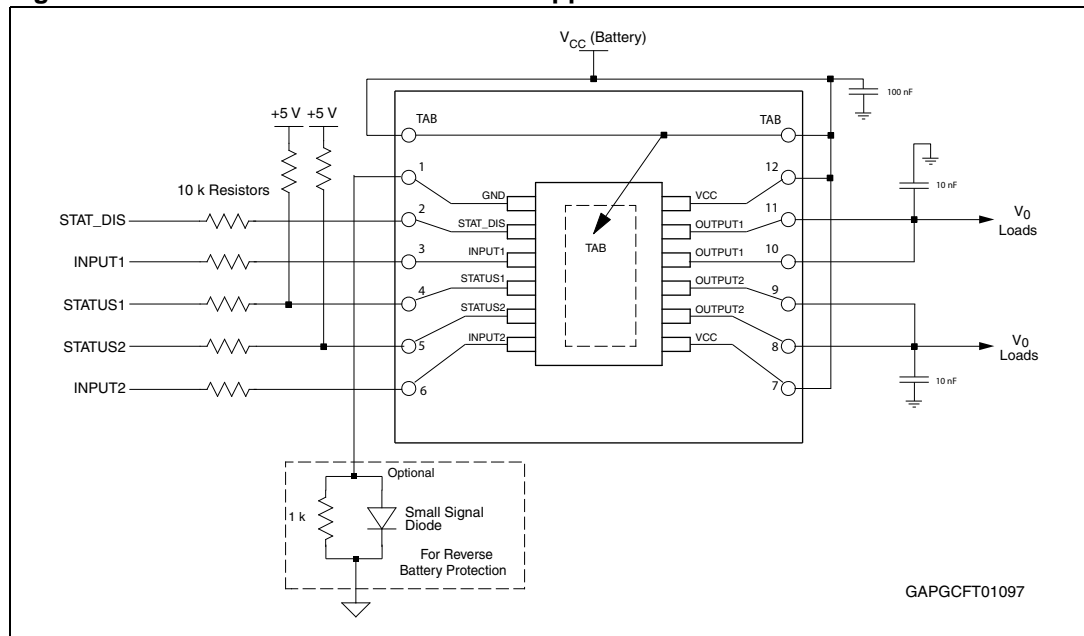 V_CC (Battery)
100 nF
+5 V +5 V
TAB
TAB
10 k Resistors
1
GND
VCC
12
10 nF
STAT_DIS
2
STAT_DIS
OUTPUT1
11
V_0
Loads
INPUT1
3
INPUT1
TAB
OUTPUT1
10
STATUS1
4
STATUS1
OUTPUT2
9
STATUS2
5
STATUS2
OUTPUT2
8
V_0
Loads
INPUT2
6
INPUT2
VCC
7
10 nF
Optional
1 k
Small Signal
Diode
For Reverse
Battery Protection
GAPGCFT01097